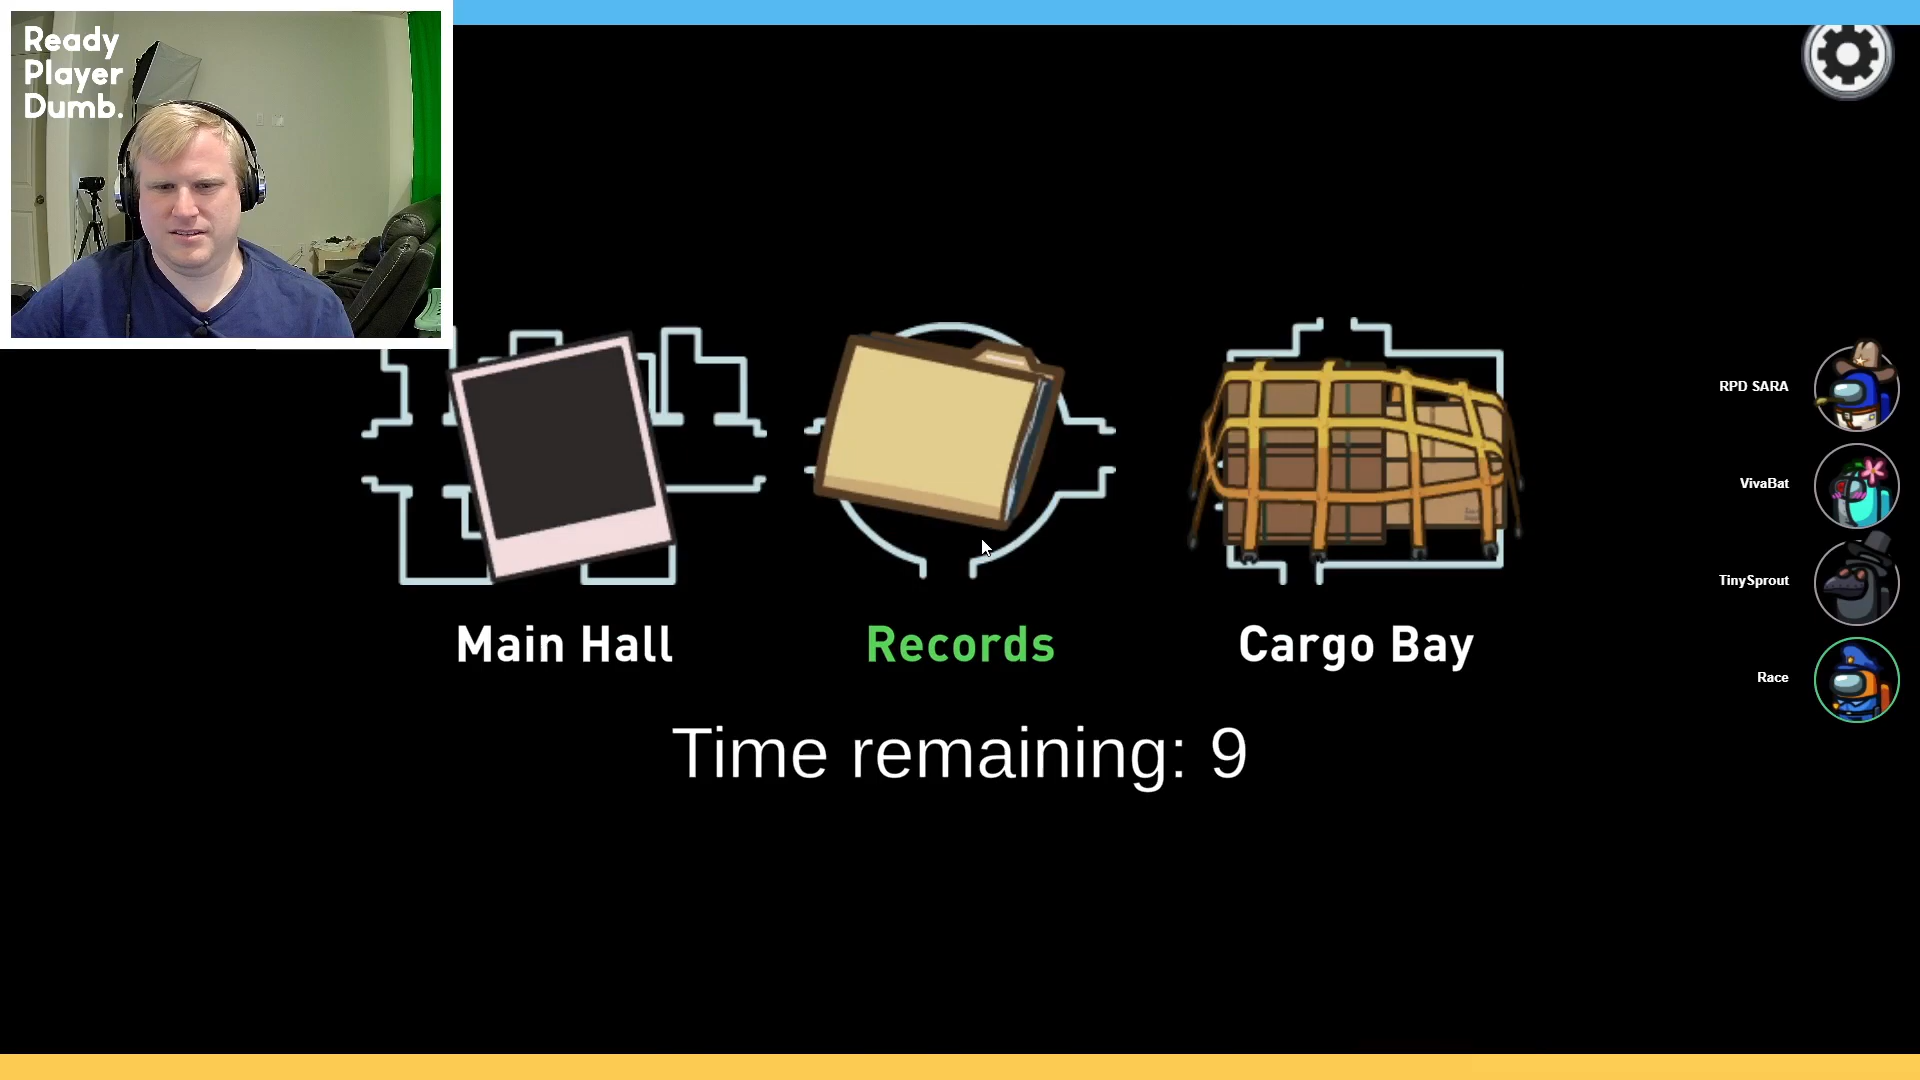 Ready
Player
Dumb.
RPD SARA
VivaBat
TinySprout
Race
Main Hall
Records
Cargo Bay
Time remaining: 9